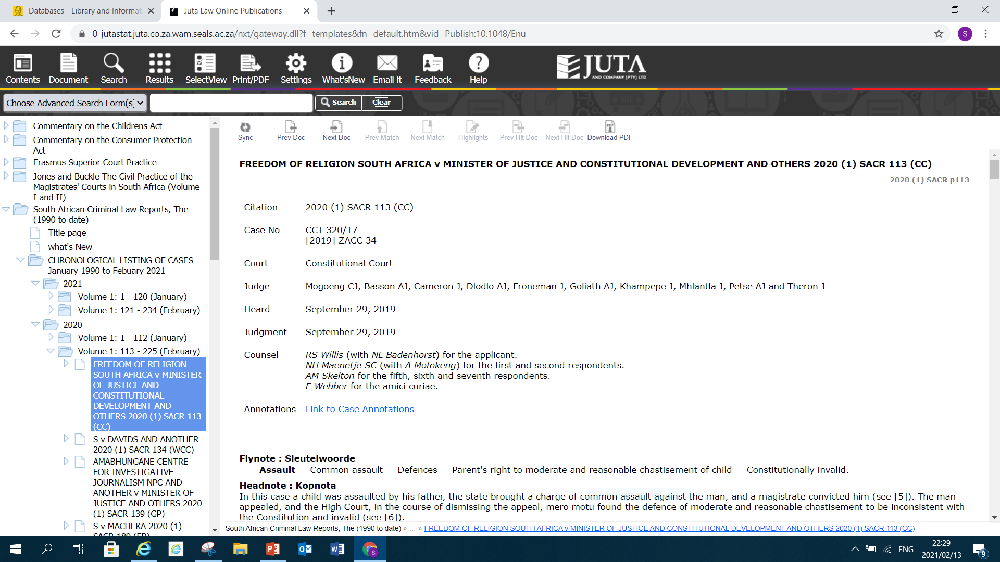 Databases - Library and Informat
Juta Law Online Publications
0-jutastat.juta.co.za.wam.seals.ac.za/nxt/gateway.dll?f=templates&fn=default.htm&vid=Publish:10.1048/Enu
S
Contents
Document
Search
Results
SelectView
Print/PDF
Settings
What'sNew
Email it
Feedback
Help
JUTA
AND COMPANY (PTY) LTD
Choose Advanced Search Form(s)
Search
Clear
Commentary on the Childrens Act
Commentary on the Consumer Protection
Act
Erasmus Superior Court Practice
Jones and Buckle The Civil Practice of the
Magistrates' Courts in South Africa (Volume
I and II)
South African Criminal Law Reports, The
(1990 to date)
Title page
what's New
CHRONOLOGICAL LISTING OF CASES
January 1990 to Febuary 2021
2021
Volume 1: 1 - 120 (January)
Volume 1: 121 - 234 (February)
2020
Volume 1: 1 - 112 (January)
Volume 1: 113 - 225 (February)
FREEDOM OF RELIGION
SOUTH AFRICA v MINISTER
OF JUSTICE AND
CONSTITUTIONAL
DEVELOPMENT AND
OTHERS 2020 (1) SACR 113
(CC)
S v DAVIDS AND ANOTHER
2020 (1) SACR 134 (WCC)
AMABHUNGANE CENTRE
FOR INVESTIGATIVE
JOURNALISM NPC AND
ANOTHER v MINISTER OF
JUSTICE AND OTHERS 2020
(1) SACR 139 (GP)
S v MACHEKA 2020 (1)
SACR 180 (FB)
Sync
Prev Doc
Next Doc
Prev Match
Next Match
Highlights
Prev Hit Doc
Next Hit Doc
Download PDF
FREEDOM OF RELIGION SOUTH AFRICA v MINISTER OF JUSTICE AND CONSTITUTIONAL DEVELOPMENT AND OTHERS 2020 (1) SACR 113 (CC)
2020 (1) SACR p113
Citation 2020 (1) SACR 113 (CC)
Case No CCT 320/17
[2019] ZACC 34
Court Constitutional Court
Judge Mogoeng CJ, Basson AJ, Cameron J, Dlodlo AJ, Froneman J, Goliath AJ, Khampepe J, Mhlantla J, Petse AJ and Theron J
Heard September 29, 2019
Judgment September 29, 2019
Counsel RS Willis (with NL Badenhorst) for the applicant.
NH Maenetje SC (with A Mofokeng) for the first and second respondents.
AM Skelton for the fifth, sixth and seventh respondents.
E Webber for the amici curiae.
Annotations Link to Case Annotations
Flynote : Sleutelwoorde
Assault — Common assault — Defences — Parent's right to moderate and reasonable chastisement of child — Constitutionally invalid.
Headnote : Kopnota
In this case a child was assaulted by his father, the state brought a charge of common assault against the man, and a magistrate convicted him (see [5]). The man
appealed, and the High Court, in the course of dismissing the appeal, mero motu found the defence of moderate and reasonable chastisement to be inconsistent with
the Constitution and invalid (see [6]).
South African Criminal Law Reports, The (1990 to date) » ... » FREEDOM OF RELIGION SOUTH AFRICA v MINISTER OF JUSTICE AND CONSTITUTIONAL DEVELOPMENT AND OTHERS 2020 (1) SACR 113 (CC)
ENG
22:29
2021/02/13
9